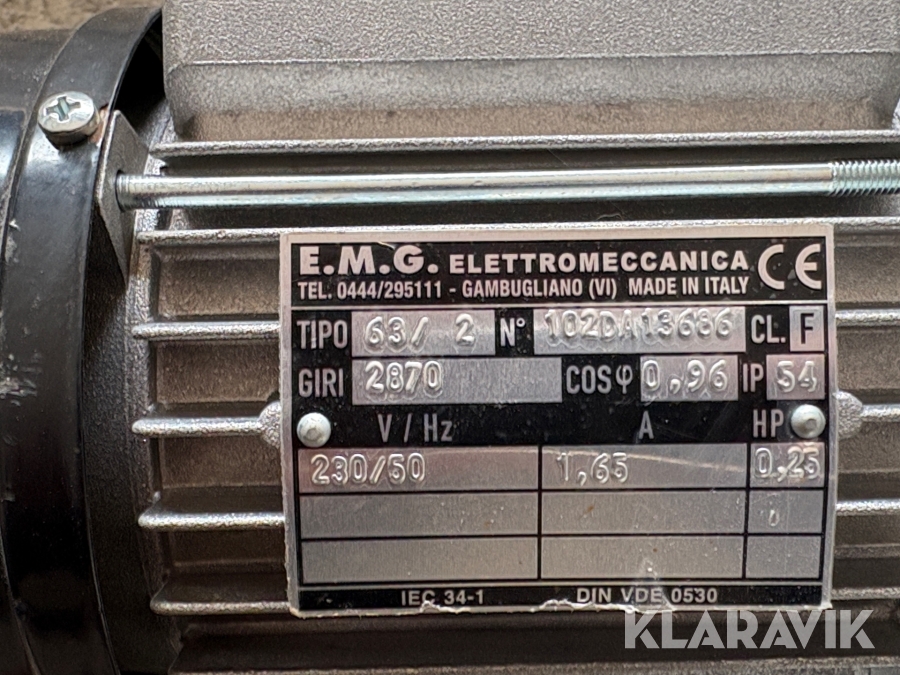 E.M.G. ELETTROMECCANICA CE
TEL. 0444/295111 - GAMBUGLIANO (VI) MADE IN ITALY
TIPO 63/ 2 N° 102DA13686 CL. F
GIRI 2870 COSφ 0,96 IP 54
V / Hz A HP
230/50 1,65 0,25
IEC 34-1 DIN VDE 0530
KLARAVIK